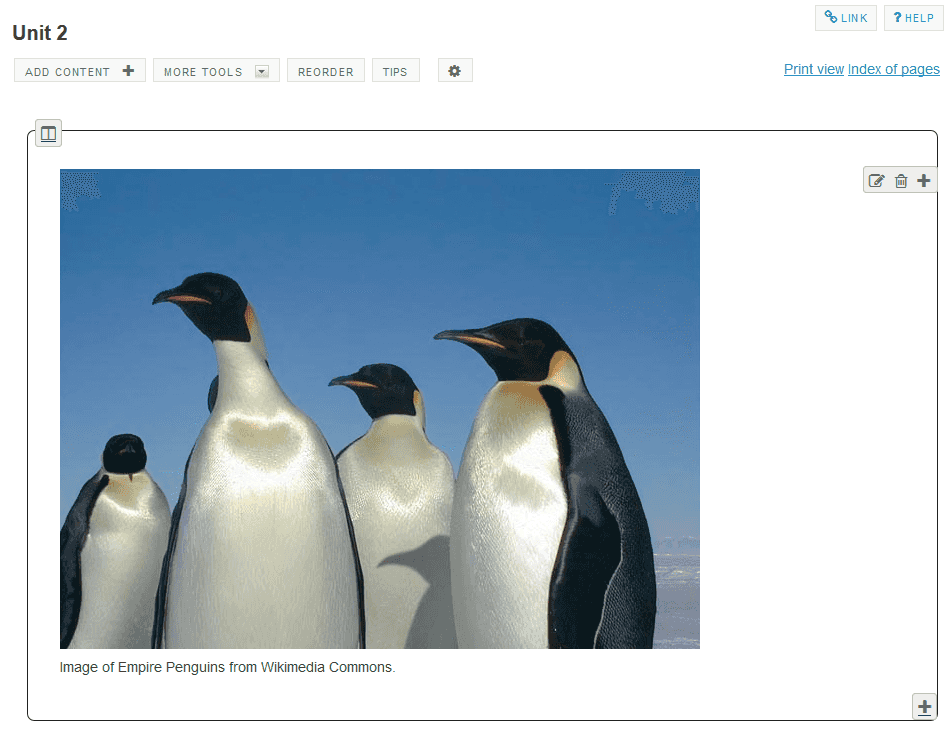 LINK
? HELP
Unit 2
ADD CONTENT
MORE TOOLS
REORDER
TIPS
Print view Index of pages
Image of Empire Penguins from Wikimedia Commons.